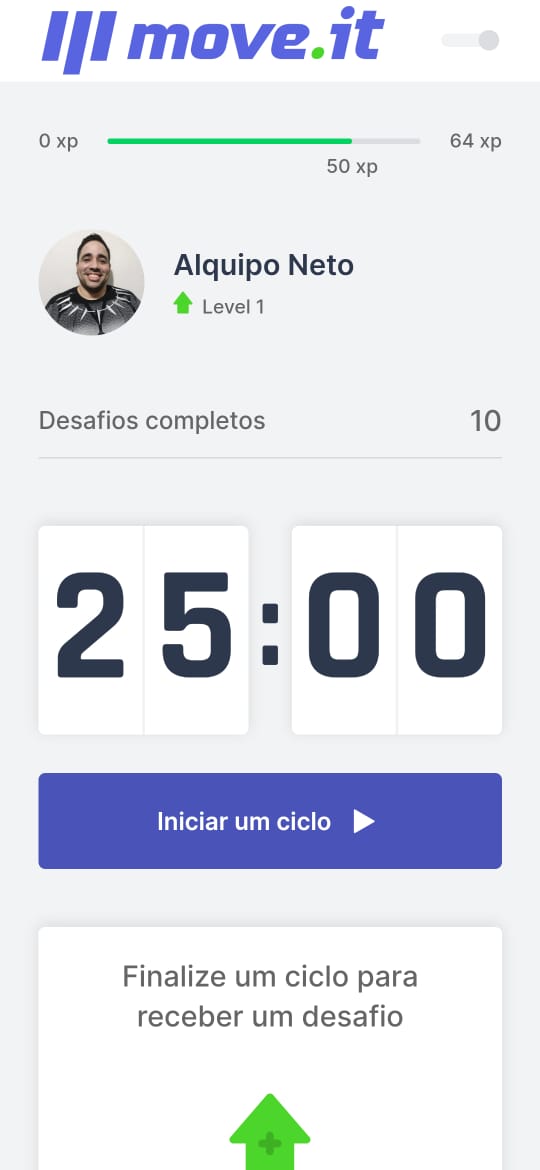 move.it
0 xp 64 xp
50 xp
Alquipo Neto
Level 1
Desafios completos 10
25:00
Iniciar um ciclo
Finalize um ciclo para
receber um desafio